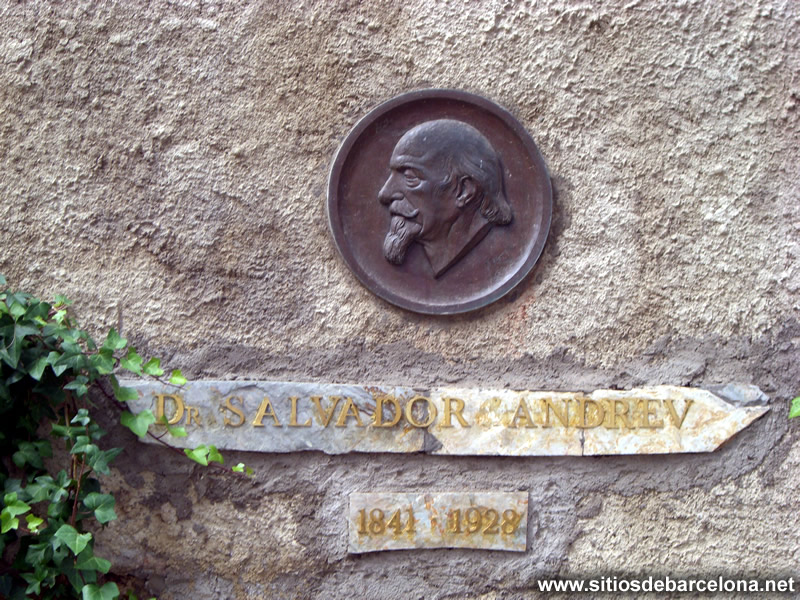 DR. SALVADOR ANDREV
1841 - 1928
www.sitiosdebarcelona.net